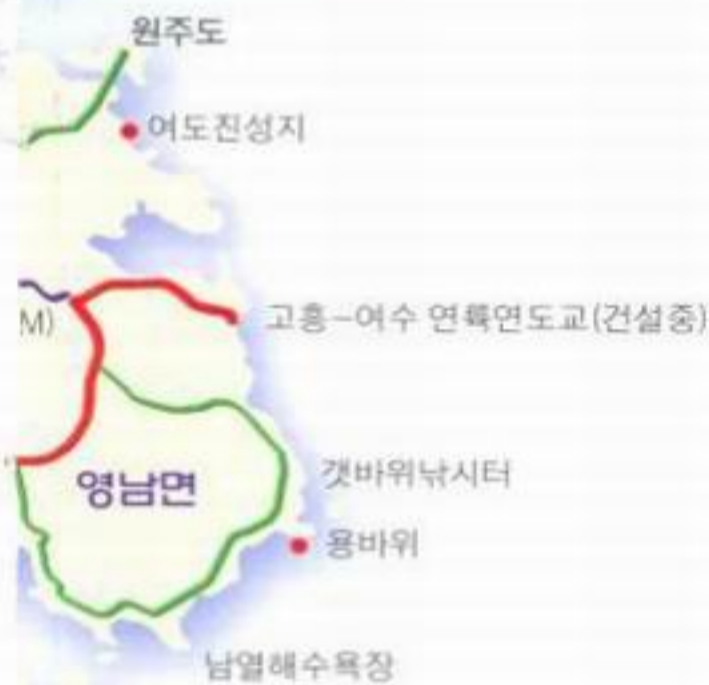 원주도
여도진성지
M)
고흥-여수 연륙연도교(건설중)
영남면
갯바위낚시터
용바위
남열해수욕장